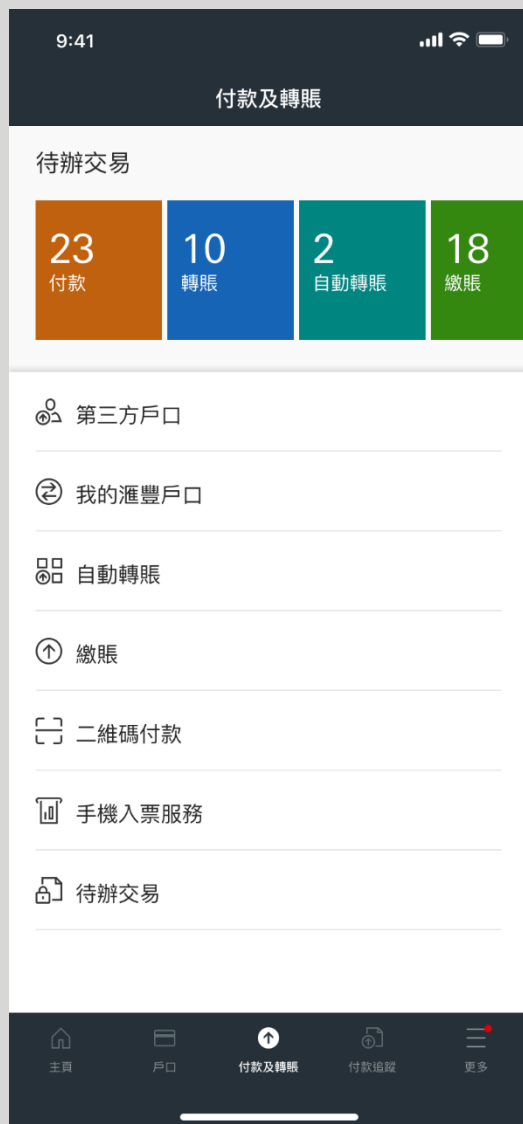 9:41
付款及轉賬
待辦交易
23
付款
10
轉賬
2
自動轉賬
18
繳賬
第三方戶口
我的滙豐戶口
自動轉賬
繳賬
二維碼付款
手機入票服務
待辦交易
主頁
戶口
付款及轉賬
付款追蹤
更多